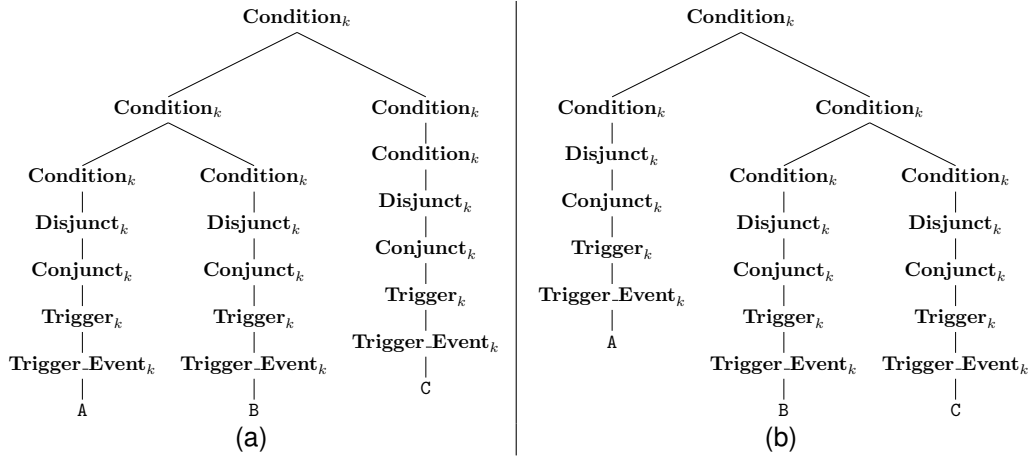 Condition_k
Condition_k Condition_k
Condition_k
Condition_k Condition_k
Disjunct_k Disjunct_k
Conjunct_k Conjunct_k
Trigger_k Trigger_k
Trigger_Event_k Trigger_Event_k
A B
Disjunct_k
Conjunct_k
Trigger_k
Trigger_Event_k
C
(a)
Condition_k
Condition_k Condition_k
Disjunct_k
Conjunct_k
Trigger_k
Trigger_Event_k
A
Condition_k Condition_k
Disjunct_k Disjunct_k
Conjunct_k Conjunct_k
Trigger_k Trigger_k
Trigger_Event_k Trigger_Event_k
B C
(b)